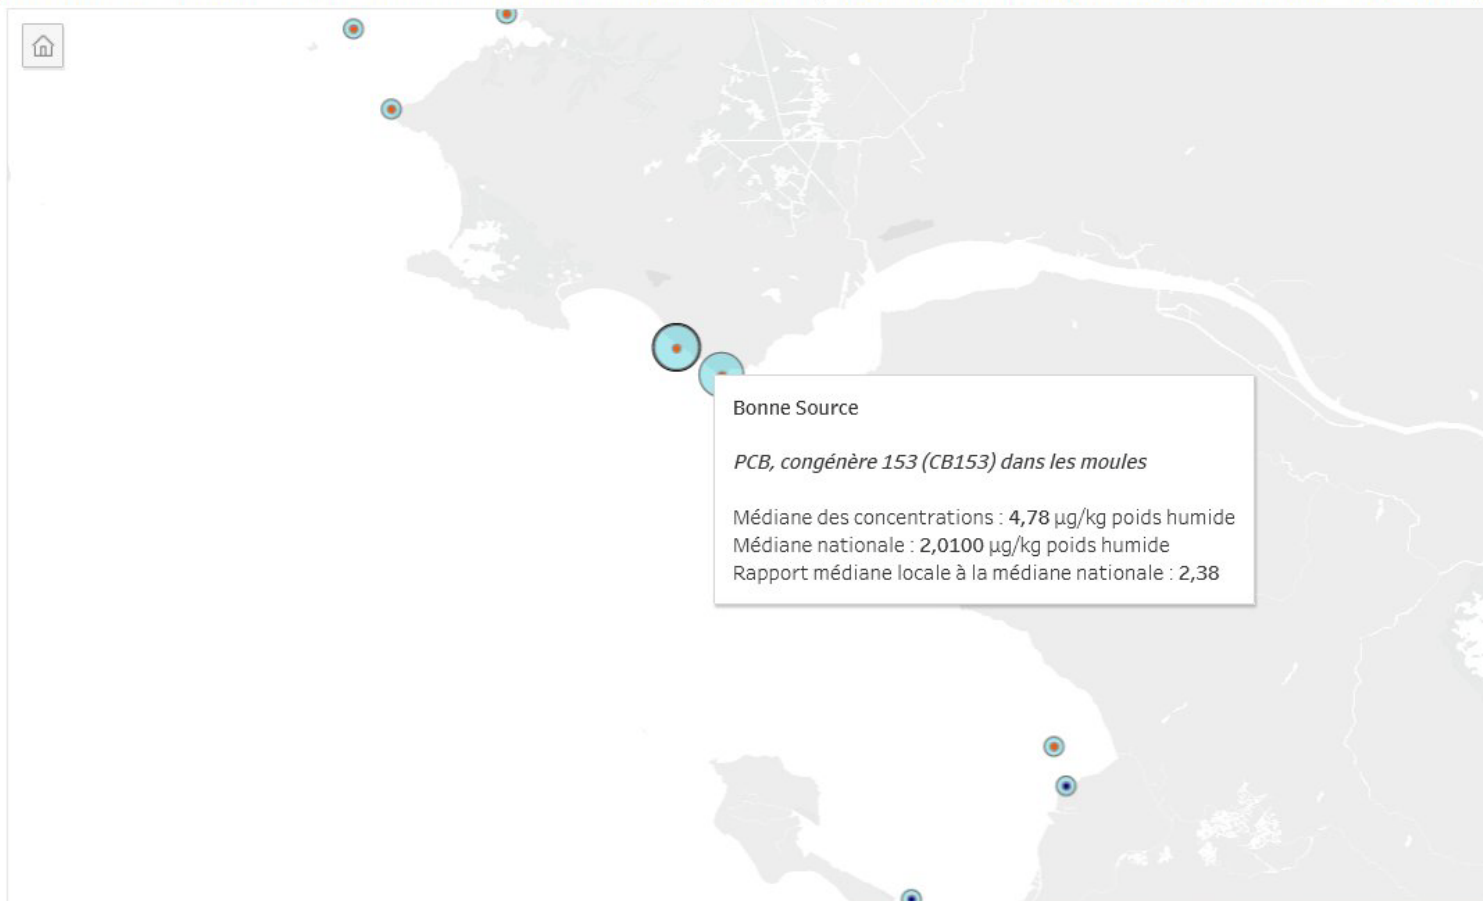 Bonne Source
PCB, congénère 153 (CB153) dans les moules
Médiane des concentrations : 4,78 µg/kg poids humide
Médiane nationale : 2,0100 µg/kg poids humide
Rapport médiane locale à la médiane nationale : 2,38